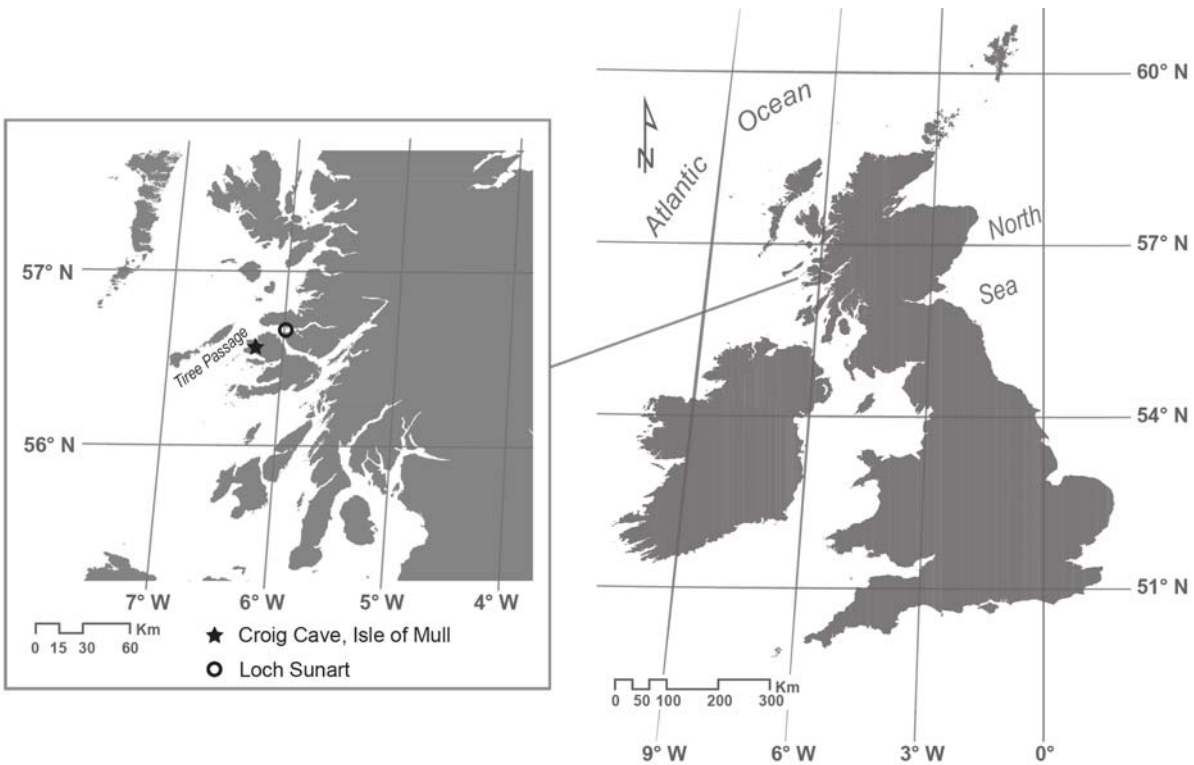 57° N
56° N
Tiree Passage
7° W 6° W 5° W 4° W
0 15 30 60 Km
Croig Cave, Isle of Mull
Loch Sunart
Atlantic Ocean
N
North
Sea
60° N
57° N
54° N
51° N
0 50 100 200 300 Km
9° W 6° W 3° W 0°